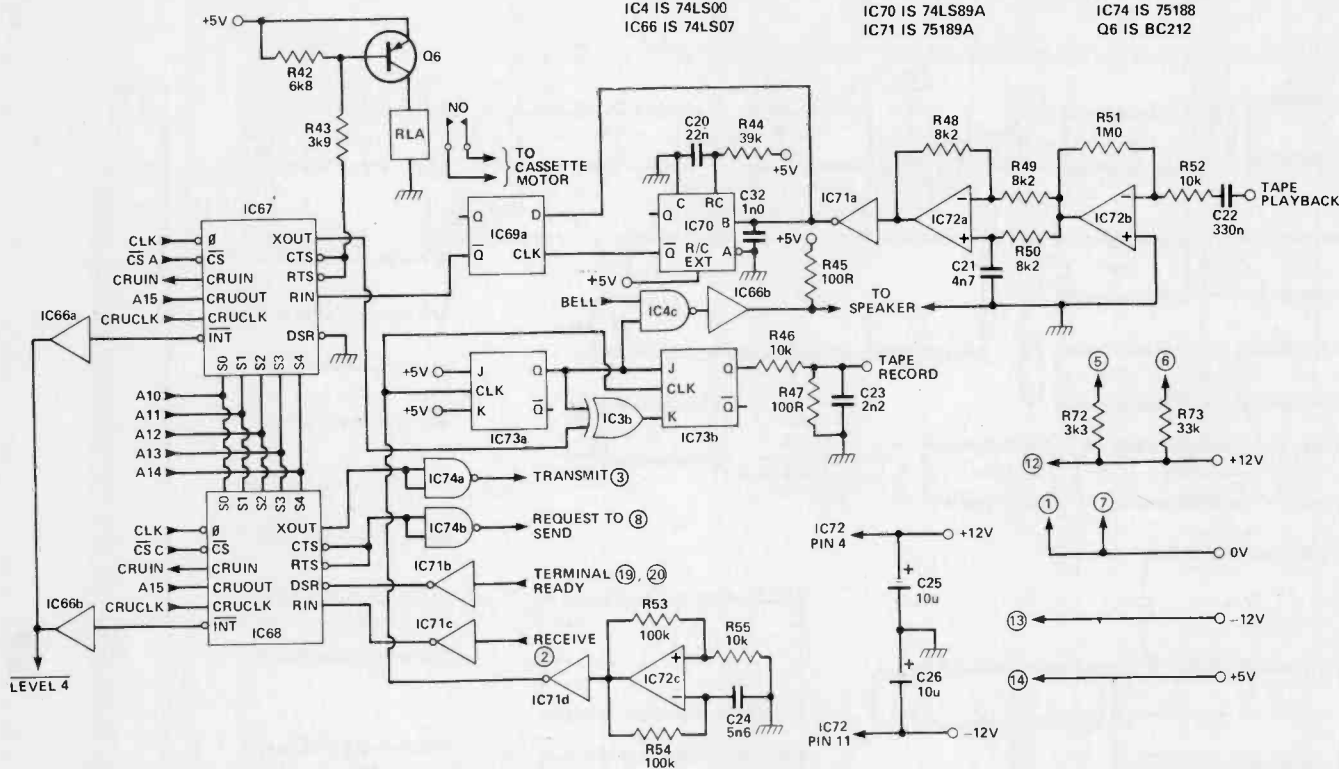 IC4 IS 74LS00
IC66 IS 74LS07
IC70 IS 74LS89A
IC71 IS 75189A
IC74 IS 75188
Q6 IS BC212
+5V
R42
6k8
Q6
R43
3k9
RLA
NO
TO
CASSETTE
MOTOR
C20
22n
R44
39k
+5V
R48
8k2
R51
1M0
R49
8k2
R52
10k
TAPE
PLAYBACK
C22
330n
IC71a
IC72a
IC72b
R50
8k2
C21
4n7
C32
1n0
+5V
R45
100R
Q
D
IC69a
Q
CLK
C
RC
Q
IC70
B
Q
R/C
EXT
A
+5V
BELL
IC4c
IC66b
TO
SPEAKER
IC67
CLK
CS A
CRUIN
A15
CRUCLK
Ø
CS
CRUIN
CRUOUT
CRUCLK
INT
XOUT
CTS
RTS
RIN
DSR
S0
S1
S2
S3
S4
IC66a
A10
A11
A12
A13
A14
+5V
J
Q
CLK
+5V
K
Q
IC73a
IC3b
J
Q
CLK
K
Q
IC73b
R46
10k
TAPE
RECORD
R47
100R
C23
2n2
5
6
R72
3k3
R73
33k
12
+12V
1
7
0V
13
-12V
14
+5V
S0
S1
S2
S3
S4
CLK
CS C
CRUIN
A15
CRUCLK
Ø
CS
CRUIN
CRUOUT
CRUCLK
INT
XOUT
CTS
RTS
DSR
RIN
IC68
IC66b
LEVEL 4
IC74a
TRANSMIT 3
IC74b
REQUEST TO 8
SEND
IC71b
TERMINAL 19, 20
READY
IC71c
RECEIVE
2
IC71d
R53
100k
R55
10k
IC72c
C24
5n6
R54
100k
IC72
PIN 4
+12V
C25
10u
C26
10u
IC72
PIN 11
-12V